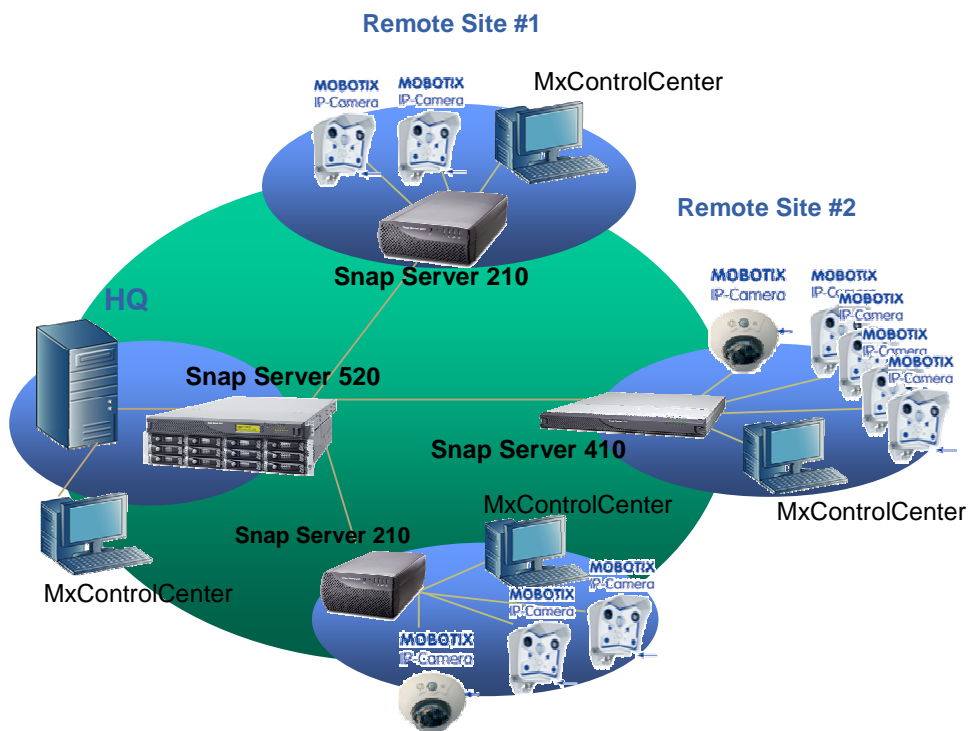 Remote Site #1
MOBOTIX
IP-Camera
MOBOTIX
IP-Camera
MxControlCenter
Snap Server 210
Remote Site #2
MOBOTIX
IP-Camera
MOBOTIX
IP-Camera
MOBOTIX
IP-Camera
MOBOTIX
IP-Camera
MOBOTIX
IP-Camera
HQ
Snap Server 520
Snap Server 410
MxControlCenter
MxControlCenter
Snap Server 210
MxControlCenter
MOBOTIX
IP-Camera
MOBOTIX
IP-Camera
MOBOTIX
IP-Camera